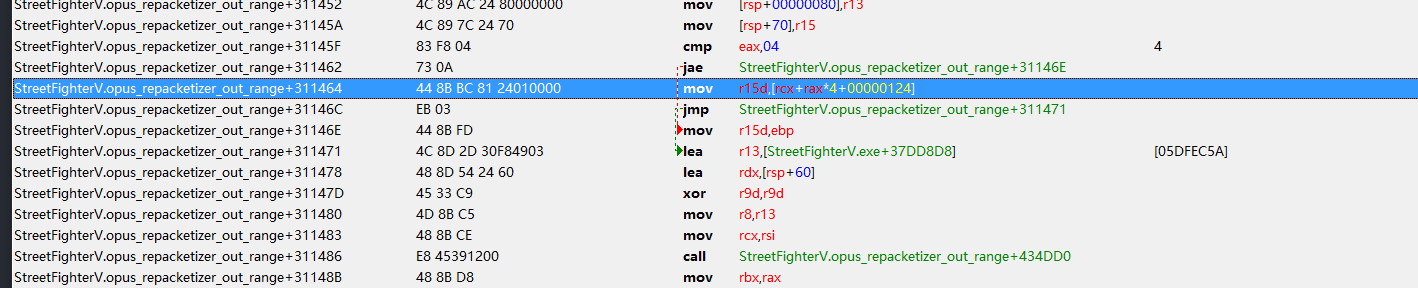 StreetFighterV.opus_repacketizer_out_range+311452 4C 89 AC 24 80000000 mov [rsp+00000080],r13
StreetFighterV.opus_repacketizer_out_range+31145A 4C 89 7C 24 70 mov [rsp+70],r15
StreetFighterV.opus_repacketizer_out_range+31145F 83 F8 04 cmp eax,04 4
StreetFighterV.opus_repacketizer_out_range+311462 73 0A jae StreetFighterV.opus_repacketizer_out_range+31146E
StreetFighterV.opus_repacketizer_out_range+311464 44 8B BC 81 24010000 mov r15d,[rcx+rax*4+00000124]
StreetFighterV.opus_repacketizer_out_range+31146C EB 03 jmp StreetFighterV.opus_repacketizer_out_range+311471
StreetFighterV.opus_repacketizer_out_range+31146E 44 8B FD mov r15d,ebp
StreetFighterV.opus_repacketizer_out_range+311471 4C 8D 2D 30F84903 lea r13,[StreetFighterV.exe+37DD8D8] [05DFEC5A]
StreetFighterV.opus_repacketizer_out_range+311478 48 8D 54 24 60 lea rdx,[rsp+60]
StreetFighterV.opus_repacketizer_out_range+31147D 45 33 C9 xor r9d,r9d
StreetFighterV.opus_repacketizer_out_range+311480 4D 8B C5 mov r8,r13
StreetFighterV.opus_repacketizer_out_range+311483 48 8B CE mov rcx,rsi
StreetFighterV.opus_repacketizer_out_range+311486 E8 45391200 call StreetFighterV.opus_repacketizer_out_range+434DD0
StreetFighterV.opus_repacketizer_out_range+31148B 48 8B D8 mov rbx,rax